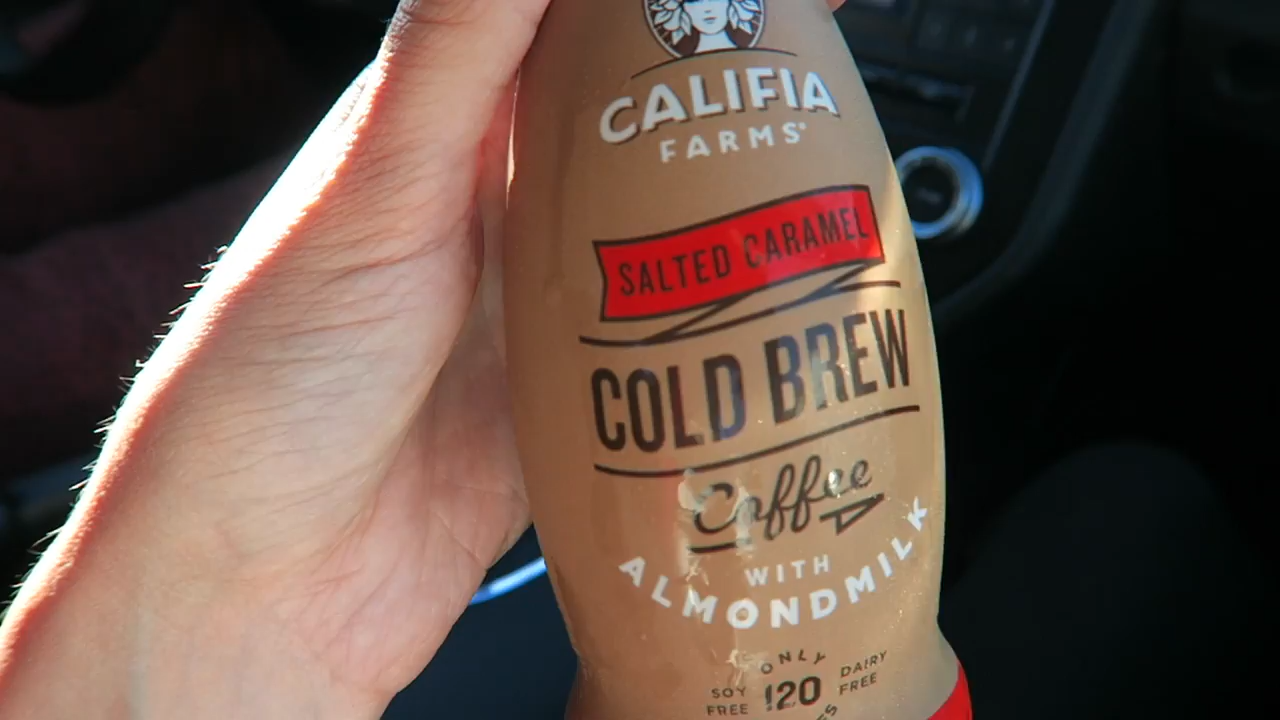 CALIFIA
FARMS
SALTED CARAMEL
COLD BREW
Coffee
WITH
ALMONDMILK
ONLY
SOY FREE
120
DAIRY FREE